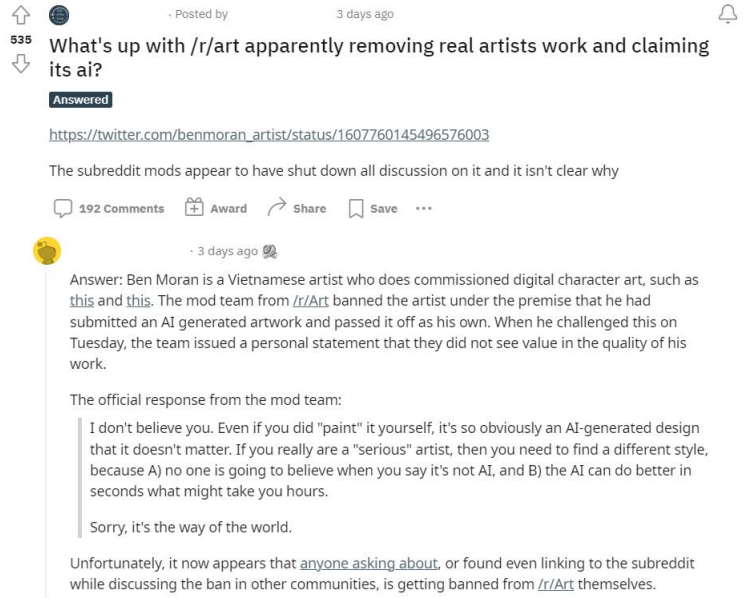 · Posted by 3 days ago
535
What's up with /r/art apparently removing real artists work and claiming
its ai?
Answered
https://twitter.com/benmoran_artist/status/1607760145496576003
The subreddit mods appear to have shut down all discussion on it and it isn't clear why
192 Comments Award Share Save ...
· 3 days ago
Answer: Ben Moran is a Vietnamese artist who does commissioned digital character art, such as
this and this. The mod team from /r/Art banned the artist under the premise that he had
submitted an AI generated artwork and passed it off as his own. When he challenged this on
Tuesday, the team issued a personal statement that they did not see value in the quality of his
work.
The official response from the mod team:
I don't believe you. Even if you did "paint" it yourself, it's so obviously an AI-generated design
that it doesn't matter. If you really are a "serious" artist, then you need to find a different style,
because A) no one is going to believe when you say it's not AI, and B) the AI can do better in
seconds what might take you hours.
Sorry, it's the way of the world.
Unfortunately, it now appears that anyone asking about, or found even linking to the subreddit
while discussing the ban in other communities, is getting banned from /r/Art themselves.